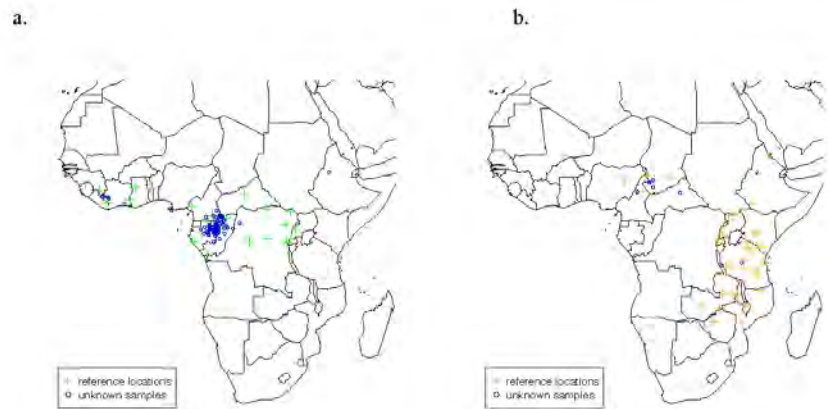 a.
b.
+ reference locations
o unknown samples
+ reference locations
o unknown samples